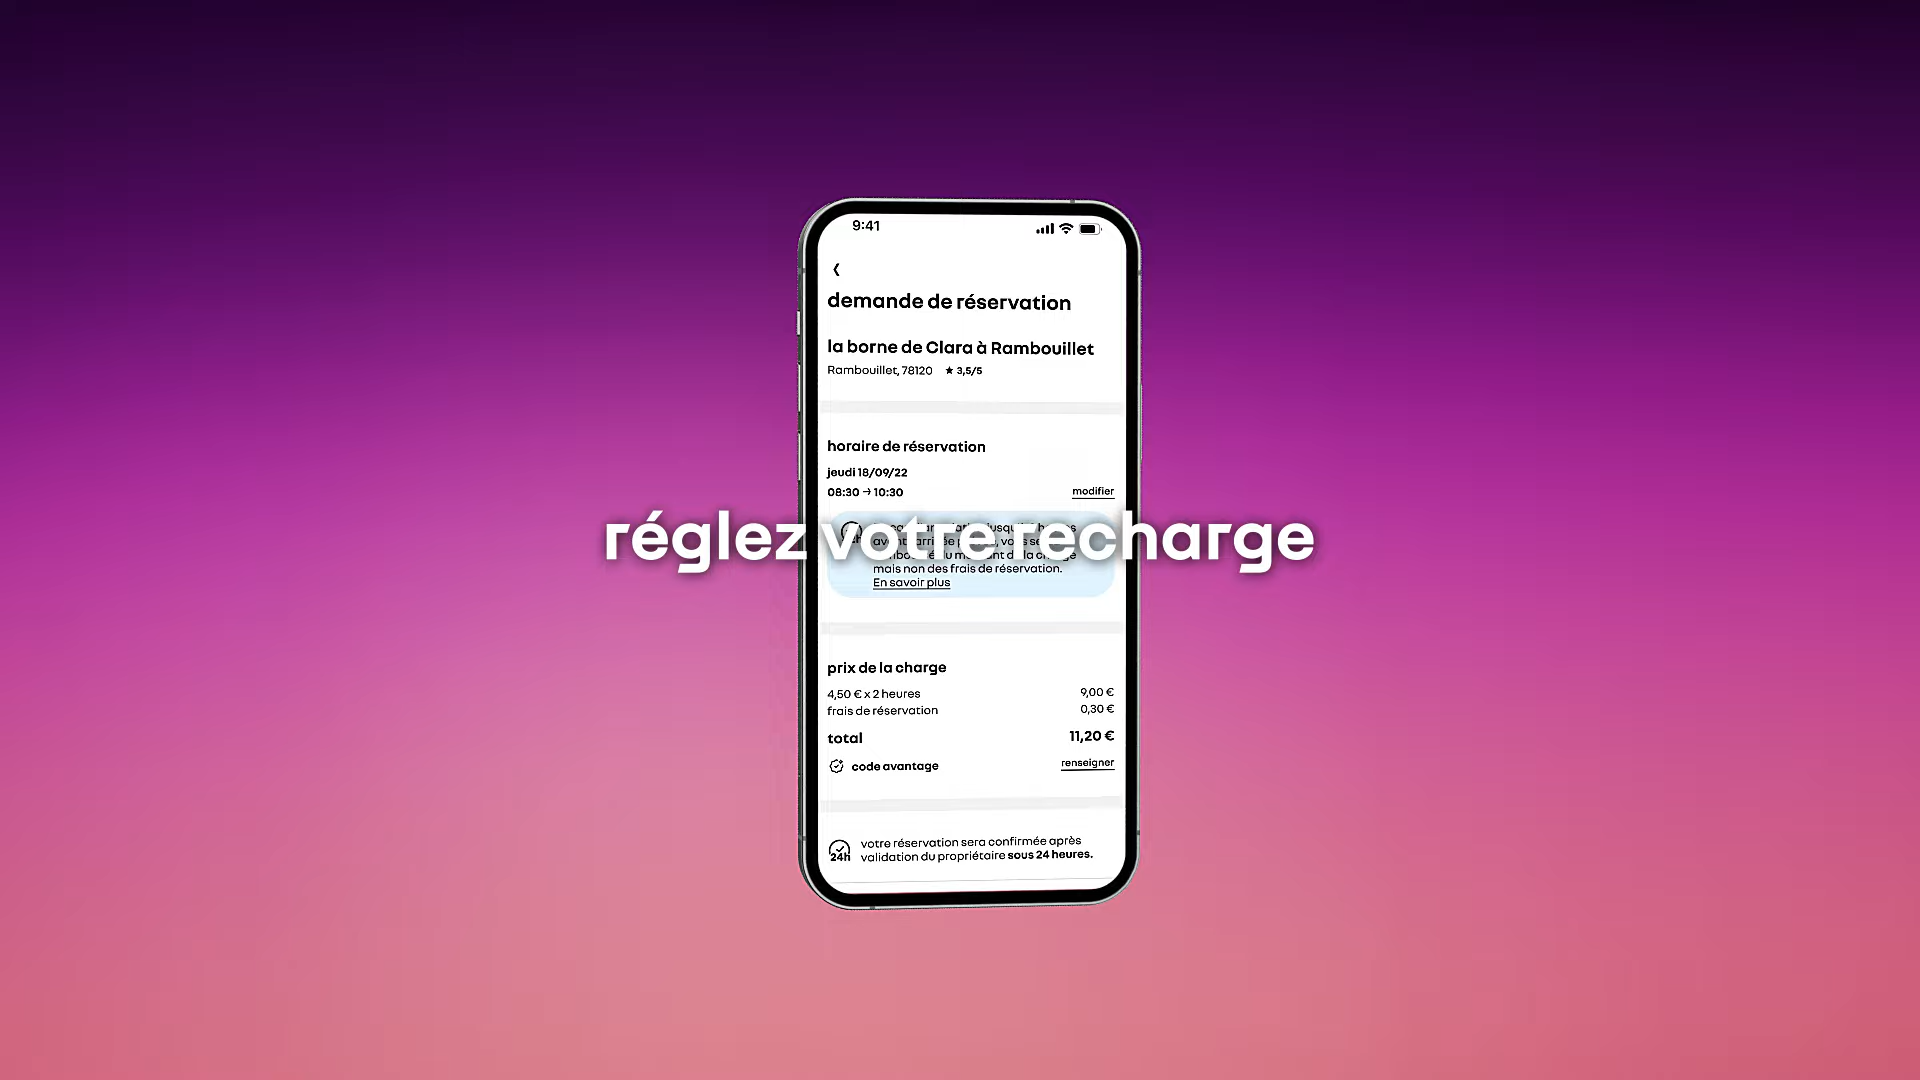 9:41
demande de réservation
la borne de Clara à Rambouillet
Rambouillet, 78120 ★ 3,5/5
horaire de réservation
jeudi 18/09/22
08:30 → 10:30 modifier
réglez votre recharge
mais non des frais de réservation.
En savoir plus
prix de la charge
4,50 € x 2 heures 9,00 €
frais de réservation 0,30 €
total 11,20 €
code avantage renseigner
24H votre réservation sera confirmée après
validation du propriétaire sous 24 heures.